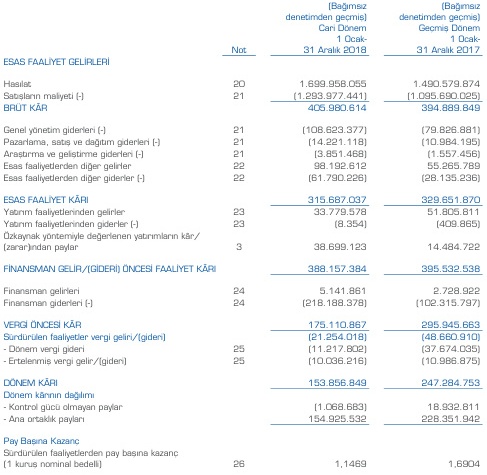 (Bağımsız (Bağımsız
denetimden geçmiş) denetimden geçmiş)
Cari Dönem Geçmiş Dönem
1 Ocak- 1 Ocak-
Not 31 Aralık 2018 31 Aralık 2017
ESAS FAALİYET GELİRLERİ
Hasılat 20 1.699.958.055 1.490.579.874
Satışların maliyeti (-) 21 (1.293.977.441) (1.095.690.025)
BRÜT KÂR 405.980.614 394.889.849
Genel yönetim giderleri (-) 21 (108.623.377) (79.826.881)
Pazarlama, satış ve dağıtım giderleri (-) 21 (14.221.118) (10.984.195)
Araştırma ve geliştirme giderleri (-) 21 (3.851.468) (1.557.456)
Esas faaliyetlerden diğer gelirler 22 98.192.612 55.265.789
Esas faaliyetlerden diğer giderler (-) 22 (61.790.226) (28.135.236)
ESAS FAALİYET KÂRI 315.687.037 329.651.870
Yatırım faaliyetlerinden gelirler 23 33.779.578 51.805.811
Yatırım faaliyetlerinden giderler (-) 23 (8.354) (409.865)
Özkaynak yöntemiyle değerlenen yatırımların kâr/
(zarar)ından paylar 3 38.699.123 14.484.722
FİNANSMAN GELİR/(GİDERİ) ÖNCESİ FAALİYET KÂRI 388.157.384 395.532.538
Finansman gelirleri 24 5.141.861 2.728.922
Finansman giderleri (-) 24 (218.188.378) (102.315.797)
VERGİ ÖNCESİ KÂR 175.110.867 295.945.663
Sürdürülen faaliyetler vergi geliri/(gideri) (21.254.018) (48.660.910)
- Dönem vergi gideri 25 (11.217.802) (37.674.035)
- Ertelenmiş vergi gelir/(gideri) 25 (10.036.216) (10.986.875)
DÖNEM KÂRI 153.856.849 247.284.753
Dönem kârının dağılımı
- Kontrol gücü olmayan paylar (1.068.683) 18.932.811
- Ana ortaklık payları 154.925.532 228.351.942
Pay Başına Kazanç
Sürdürülen faaliyetlerden pay başına kazanç
(1 kuruş nominal bedelli) 26 1,1469 1,6904